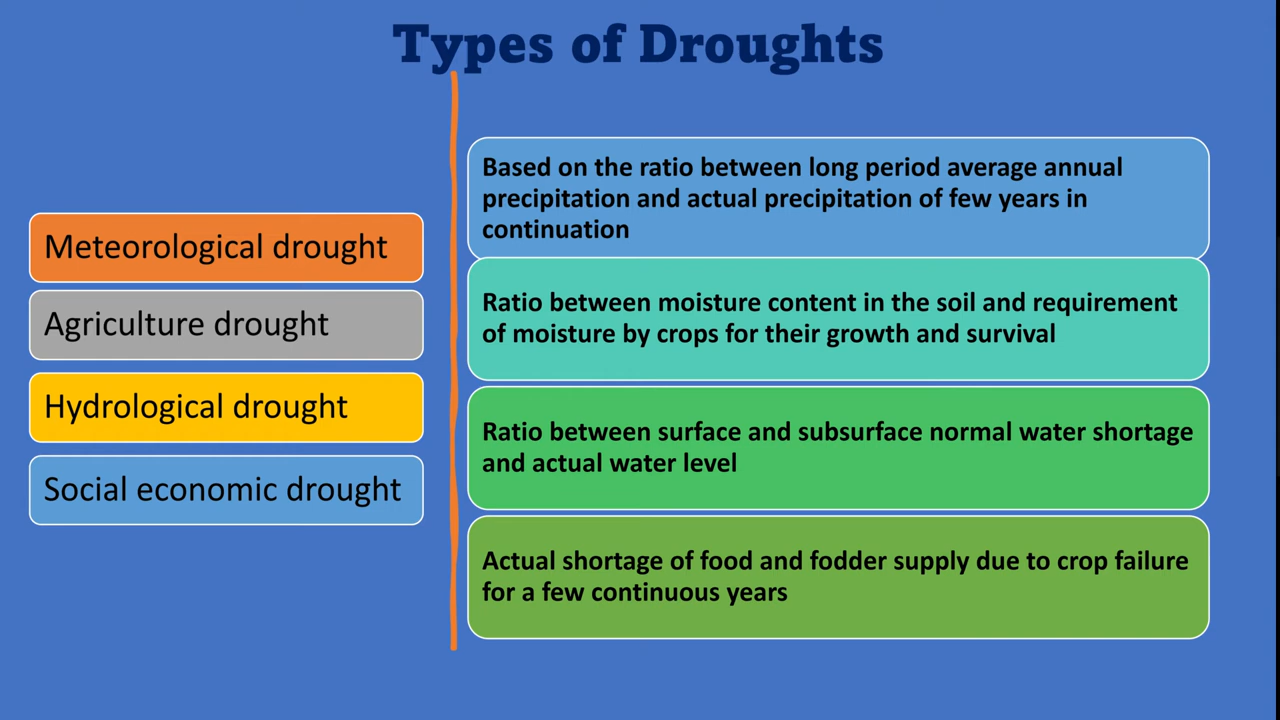 Types of Droughts
Meteorological drought
Agriculture drought
Hydrological drought
Social economic drought
Based on the ratio between long period average annual
precipitation and actual precipitation of few years in
continuation
Ratio between moisture content in the soil and requirement
of moisture by crops for their growth and survival
Ratio between surface and subsurface normal water shortage
and actual water level
Actual shortage of food and fodder supply due to crop failure
for a few continuous years